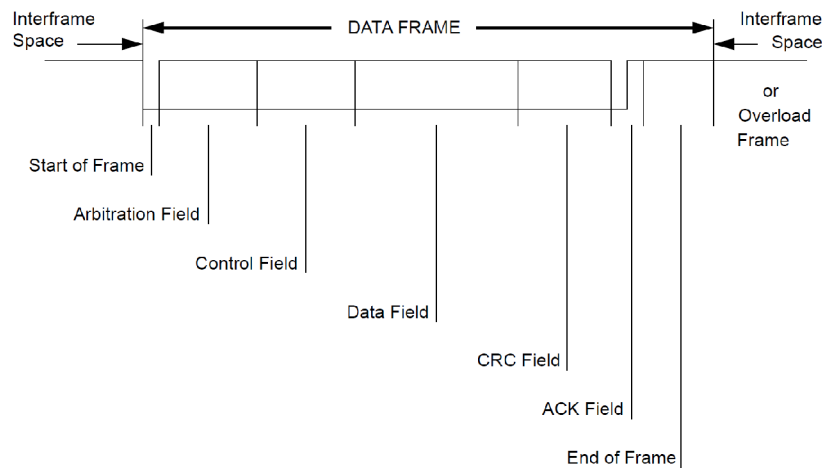 Interframe
Space
DATA FRAME
Interframe
Space
or
Overload
Frame
Start of Frame
Arbitration Field
Control Field
Data Field
CRC Field
ACK Field
End of Frame